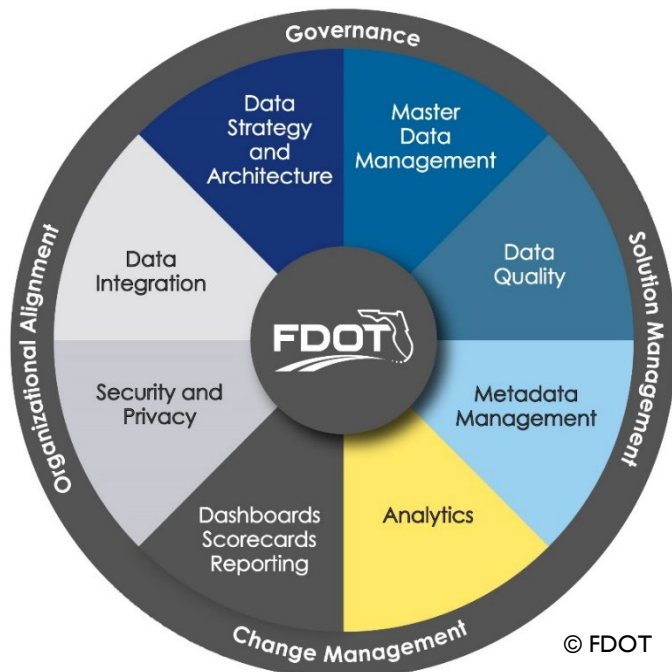 Governance
Data
Strategy
and
Architecture
Master
Data
Management
Data
Integration
Data
Quality
Organizational Alignment
Solution Management
FDOT
Security and
Privacy
Metadata
Management
Dashboards
Scorecards
Reporting
Analytics
Change Management
© FDOT